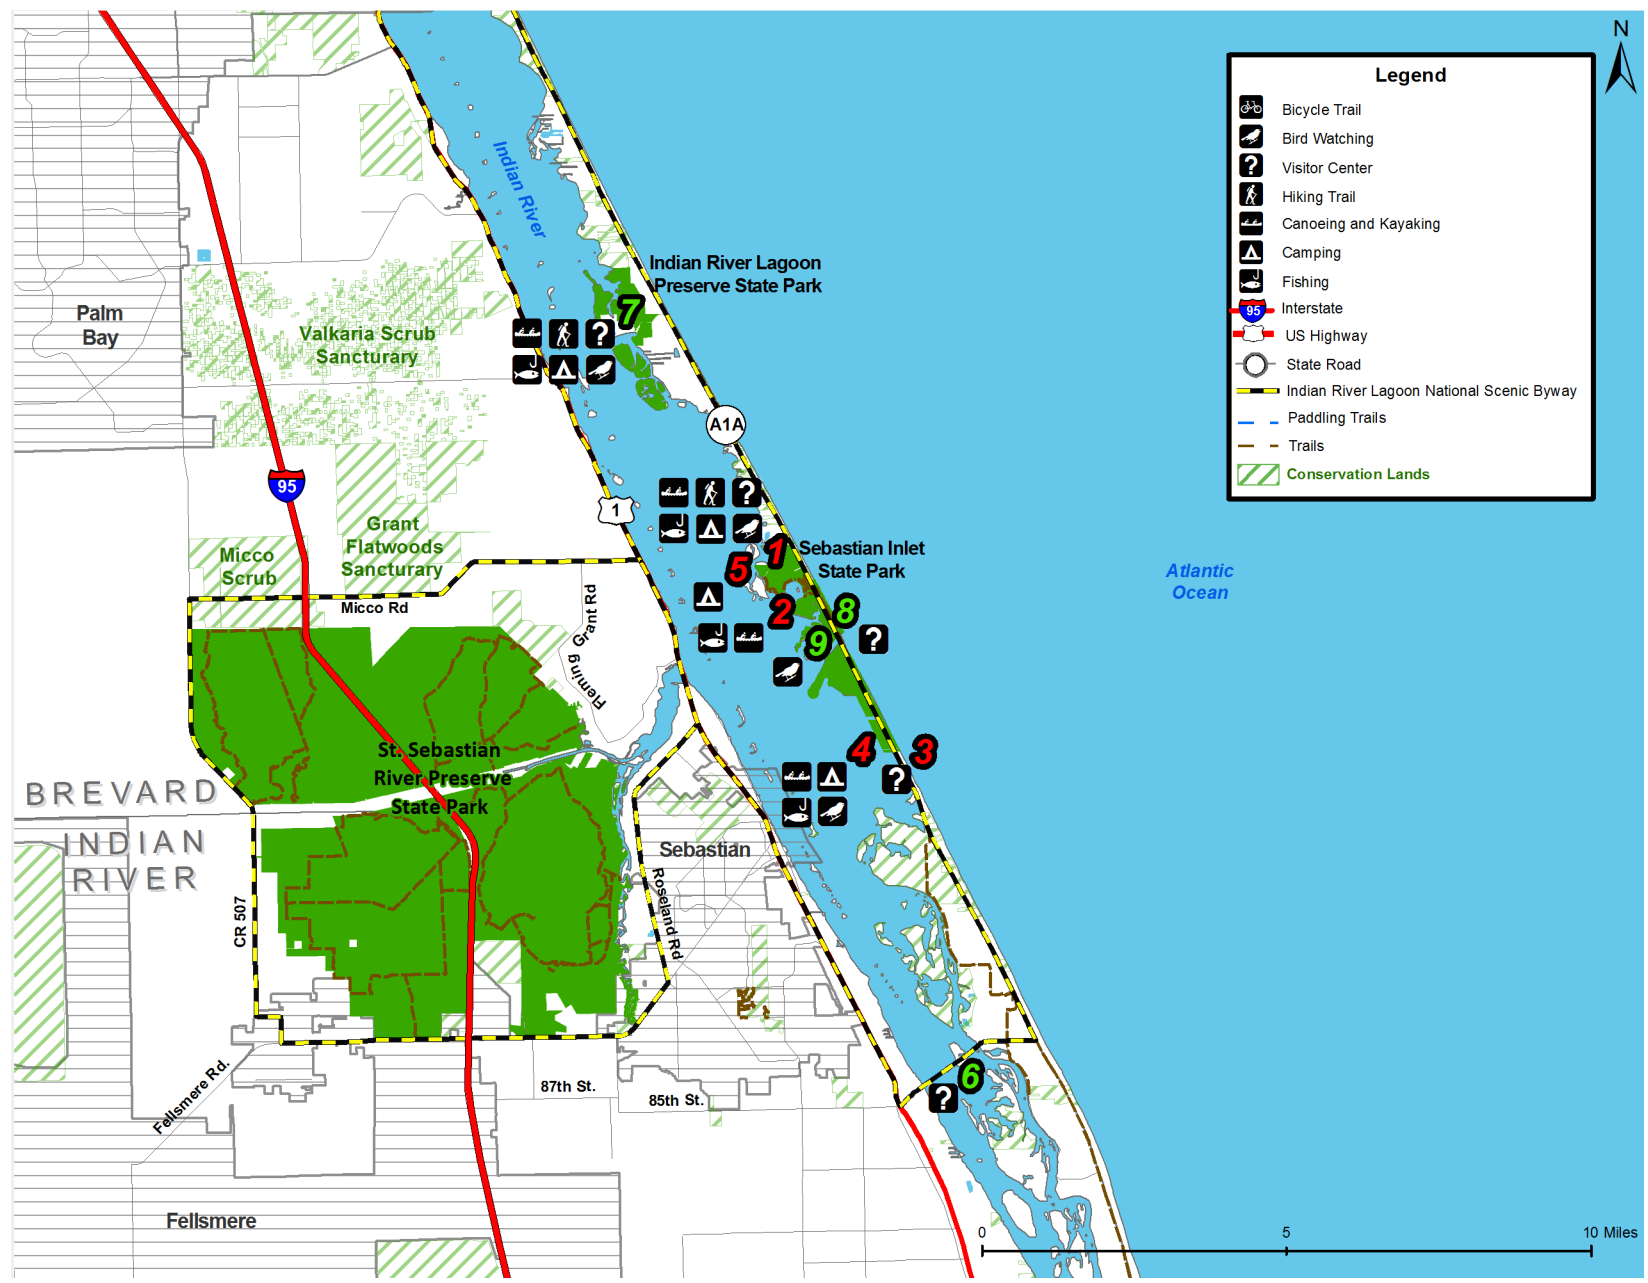 N
Legend
Bicycle Trail
Bird Watching
? Visitor Center
Hiking Trail
Canoeing and Kayaking
Camping
Fishing
95 Interstate
US Highway
State Road
Indian River Lagoon National Scenic Byway
Paddling Trails
Trails
Conservation Lands
Indian River
Indian River Lagoon
Preserve State Park
7
?
Palm
Bay
Valkaria Scrub
Sancturary
A1A
95
1
?
Grant
Flatwoods
Sancturary
Micco
Scrub
Micco Rd
Fleming Grant Rd
1
5
Sebastian Inlet
State Park
2
8
9
?
Atlantic
Ocean
St. Sebastian
River Preserve
State Park
4
3
?
BREVARD
INDIAN
RIVER
Sebastian
Roseland Rd
CR 507
Fellsmere Rd.
87th St.
85th St.
6
?
Fellsmere
0
5
10 Miles